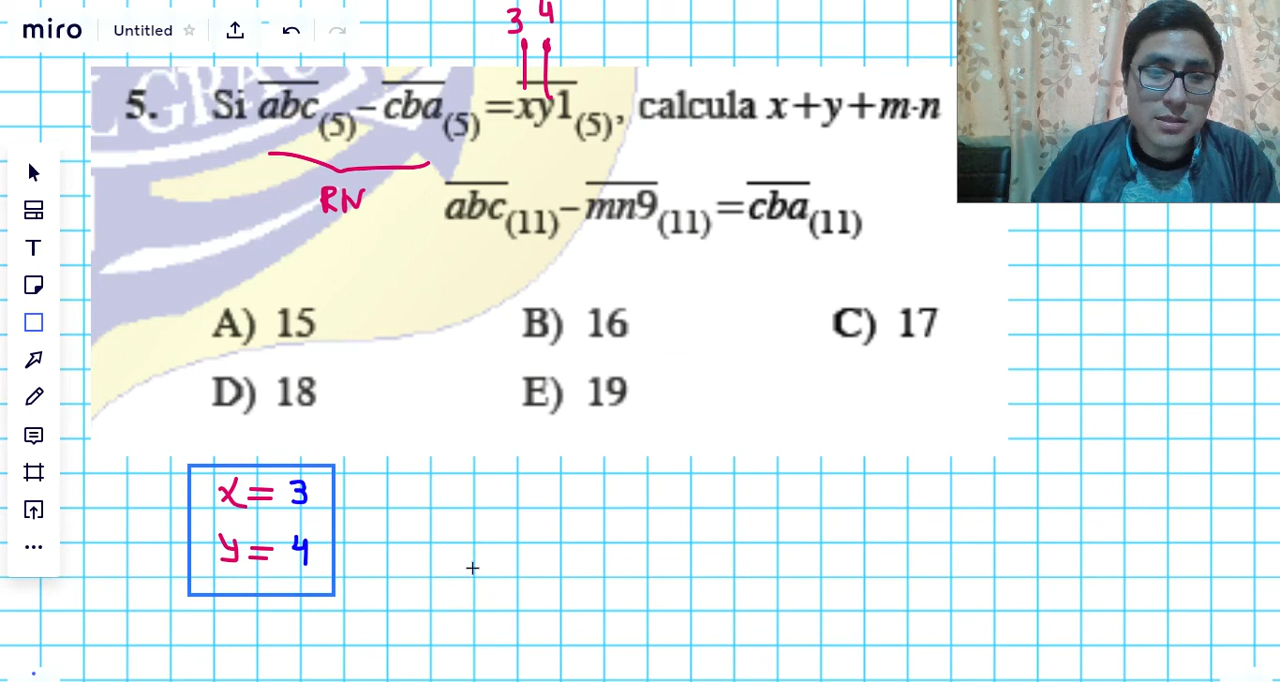 miro Untitled
3 4
L GRA
5. Si abc(5) - cba(5) = xy1(5), calcula x+y+m-n
RN
abc(11) - mn9(11) = cba(11)
A) 15 B) 16 C) 17
D) 18 E) 19
x = 3
y = 4
T